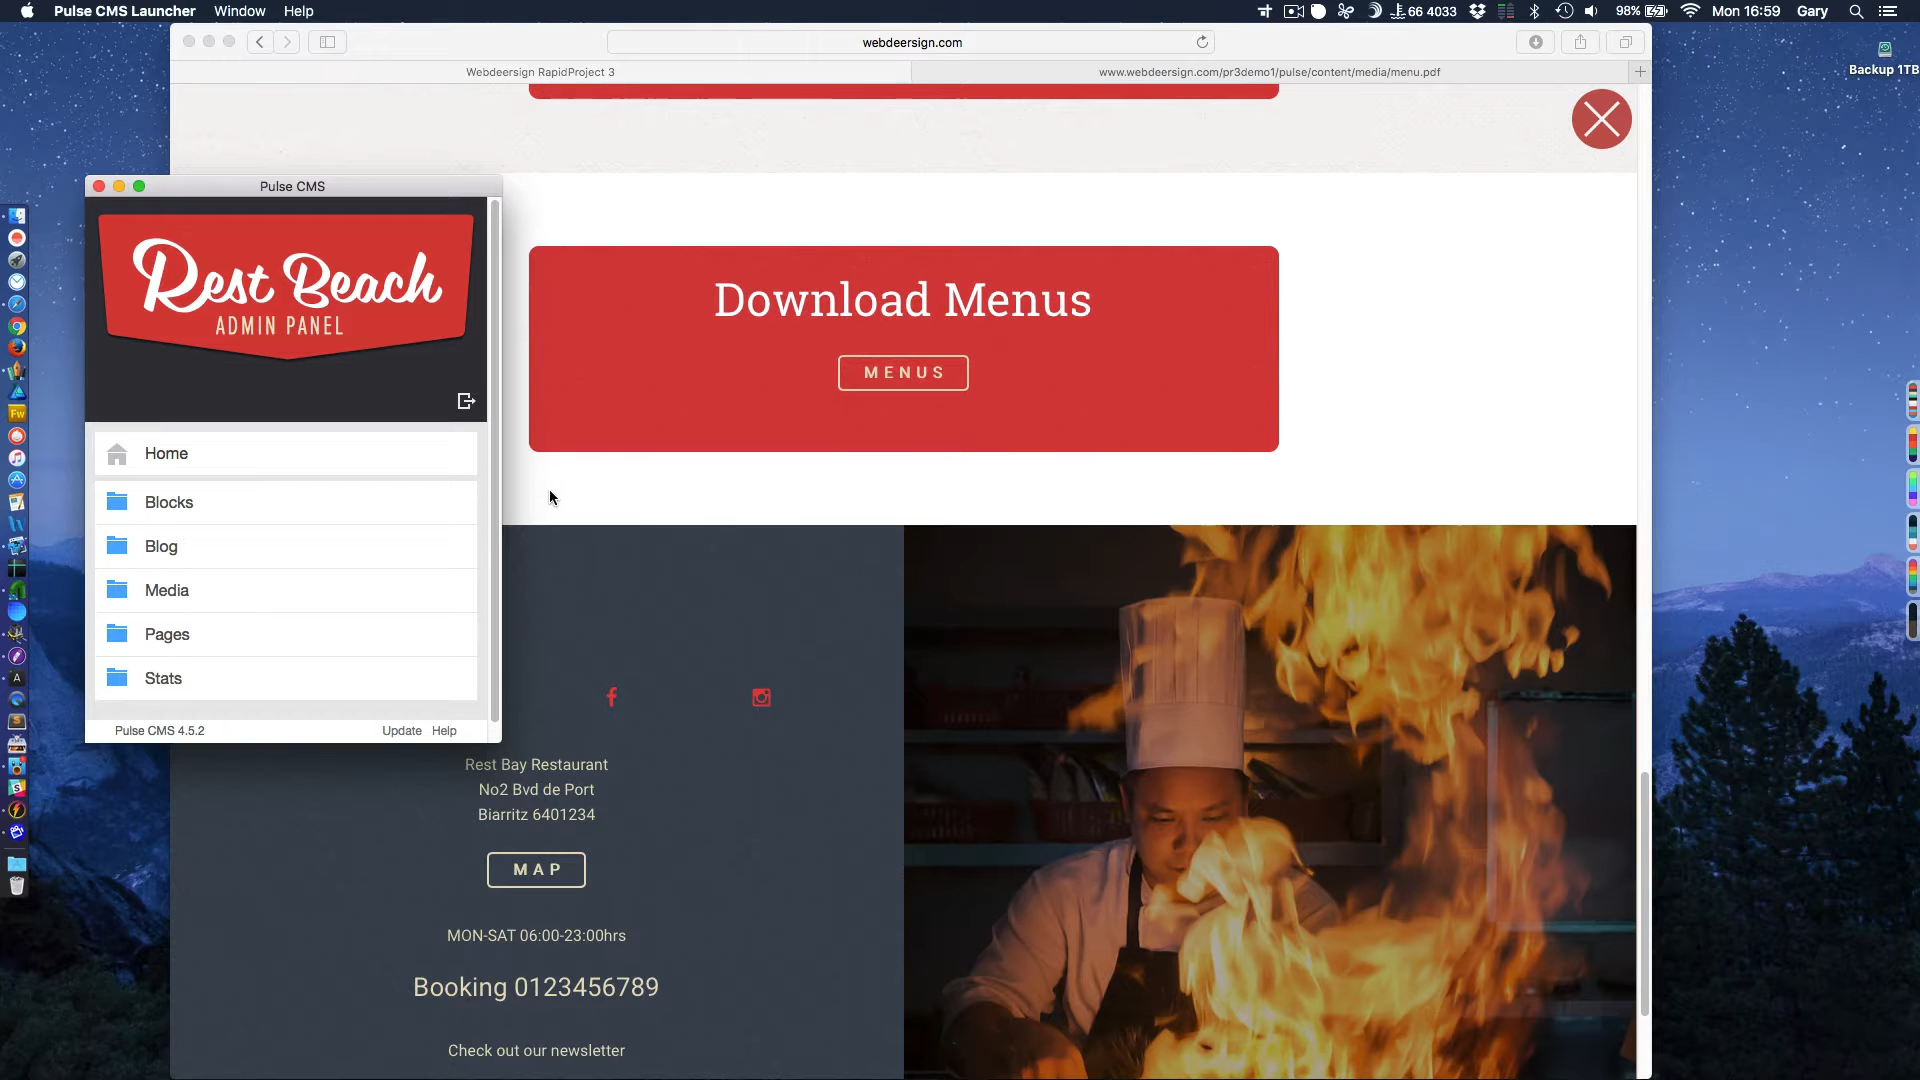 Pulse CMS Launcher Window Help
66 4033 98% Mon 16:59 Gary
webdeersign.com
Webdeersign RapidProject 3
www.webdeersign.com/pr3demo1/pulse/content/media/menu.pdf
Backup 1TB
Pulse CMS
Rest Beach
ADMIN PANEL
Home
Blocks
Blog
Media
Pages
Stats
Pulse CMS 4.5.2 Update Help
Download Menus
MENUS
Rest Bay Restaurant
No2 Bvd de Port
Biarritz 6401234
MAP
MON-SAT 06:00-23:00hrs
Booking 0123456789
Check out our newsletter
Fw